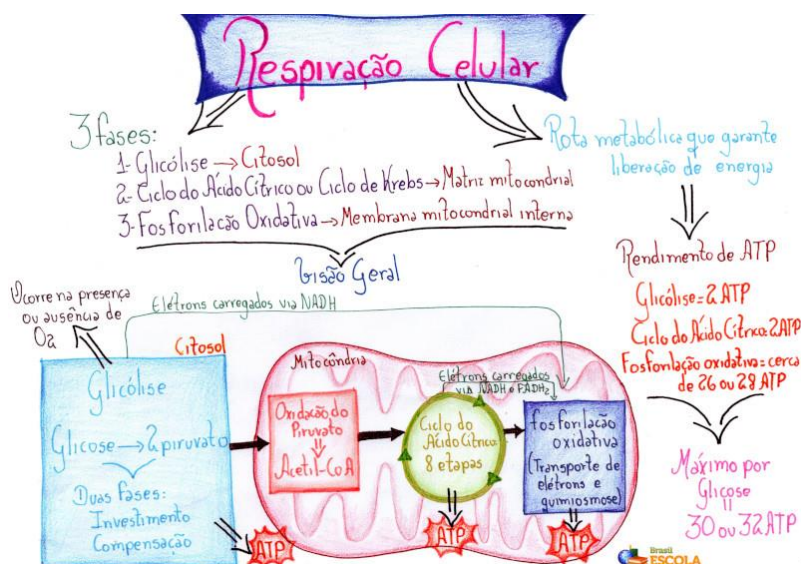 Respiração Celular
3 fases:
1- Glicólise → Citosol
2- Ciclo do Ácido Cítrico ou Ciclo de Krebs → Matriz mitocondrial
3- Fosforilação Oxidativa → Membrana mitocondrial interna
Rota metabólica que garante
liberação de energia
Rendimento de ATP
Glicólise = 2 ATP
Ciclo do Ácido Cítrico = 2 ATP
Fosforilação oxidativa = cerca
de 26 ou 28 ATP
Máximo por
Glicose
=
30 ou 32 ATP
Visão Geral
Ocorre na presença
ou ausência de
O2
Elétrons carregados via NADH
Citosol
Glicólise
Glicose → 2 piruvato
Duas fases:
Investimento
Compensação
ATP
Mitocôndria
Oxidação do
Piruvato
Acetil-CoA
Elétrons carregados
via NADH e FADH2
Ciclo do
Ácido Cítrico:
8 etapas
ATP
Fosforilação
oxidativa
(Transporte de
elétrons e
quimiosmose)
ATP
Brasil
ESCOLA